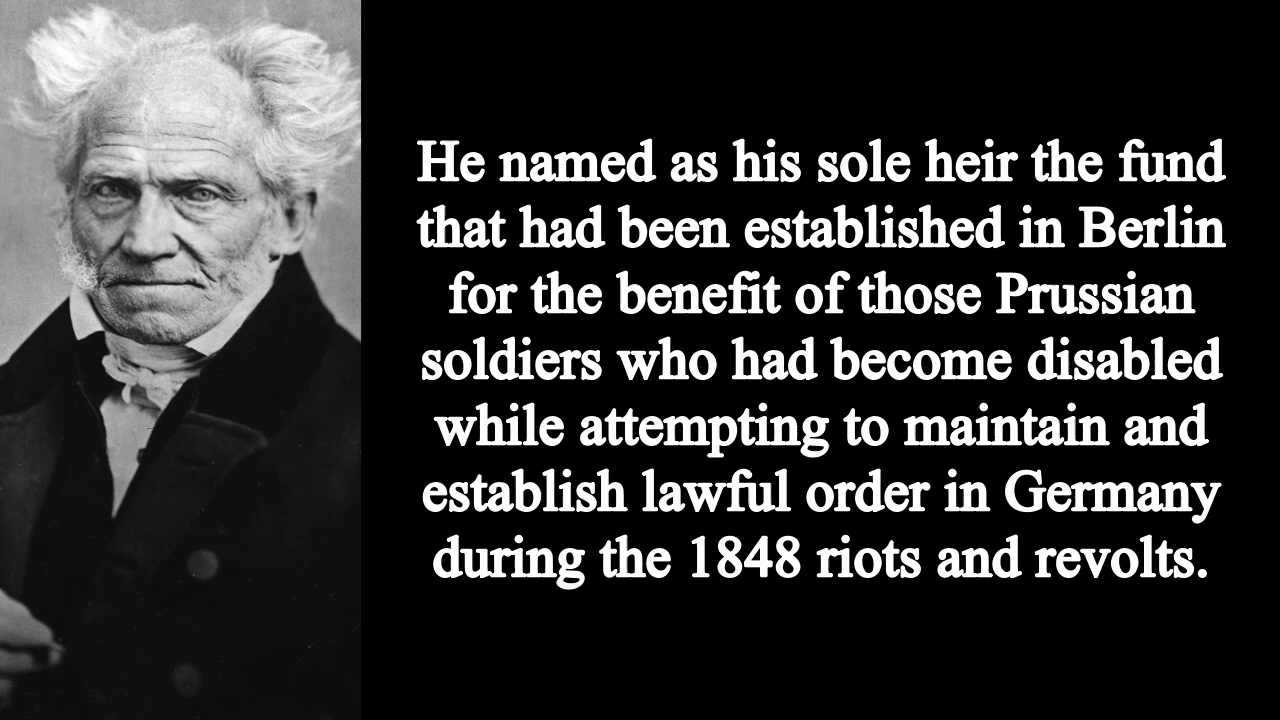 He named as his sole heir the fund
that had been established in Berlin
for the benefit of those Prussian
soldiers who had become disabled
while attempting to maintain and
establish lawful order in Germany
during the 1848 riots and revolts.